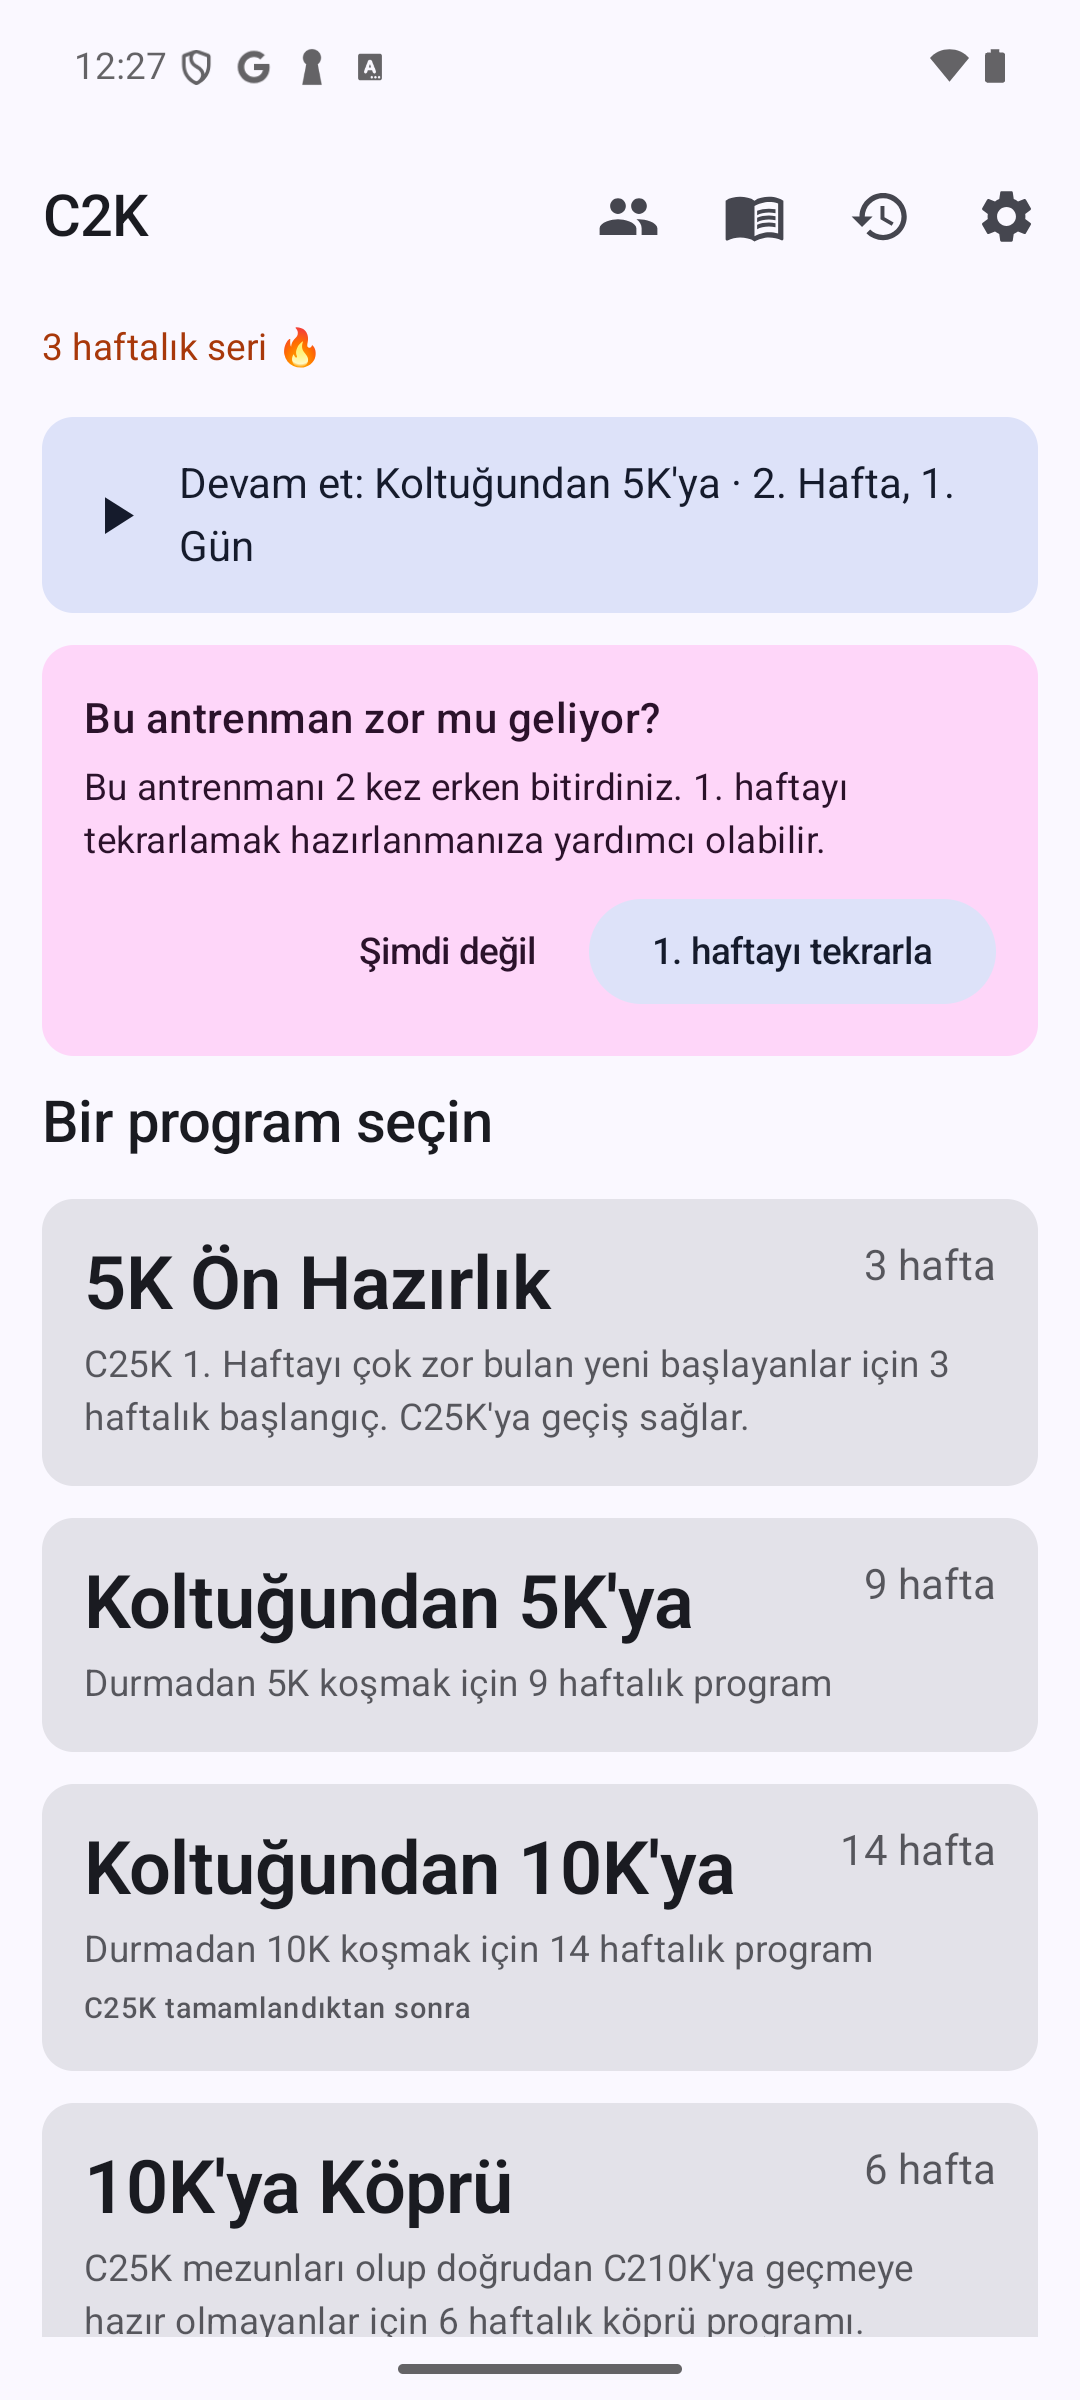 12:27
C2K
3 haftalık seri 🔥
Devam et: Koltuğundan 5K'ya · 2. Hafta, 1.
Gün
Bu antrenman zor mu geliyor?
Bu antrenmanı 2 kez erken bitirdiniz. 1. haftayı
tekrarlamak hazırlanmanıza yardımcı olabilir.
Şimdi değil
1. haftayı tekrarla
Bir program seçin
5K Ön Hazırlık
3 hafta
C25K 1. Haftayı çok zor bulan yeni başlayanlar için 3
haftalık başlangıç. C25K'ya geçiş sağlar.
Koltuğundan 5K'ya
9 hafta
Durmadan 5K koşmak için 9 haftalık program
Koltuğundan 10K'ya
14 hafta
Durmadan 10K koşmak için 14 haftalık program
C25K tamamlandıktan sonra
10K'ya Köprü
6 hafta
C25K mezunları olup doğrudan C210K'ya geçmeye
hazır olmayanlar için 6 haftalık köprü programı.